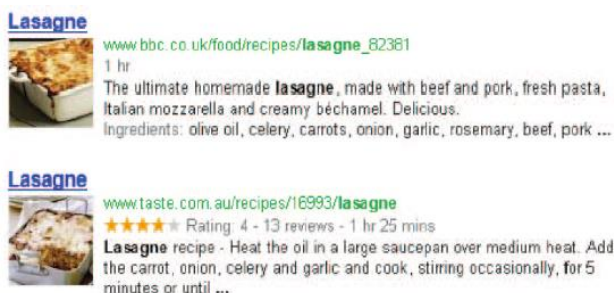 Lasagne
www.bbc.co.uk/food/recipes/lasagne_82381
1 hr
The ultimate homemade lasagne, made with beef and pork, fresh pasta,
Italian mozzarella and creamy béchamel. Delicious.
Ingredients: olive oil, celery, carrots, onion, garlic, rosemary, beef, pork ...
Lasagne
www.taste.com.au/recipes/16993/lasagne
★★★★★ Rating: 4 - 13 reviews - 1 hr 25 mins
Lasagne recipe - Heat the oil in a large saucepan over medium heat. Add
the carrot, onion, celery and garlic and cook, stirring occasionally, for 5
minutes or until ...